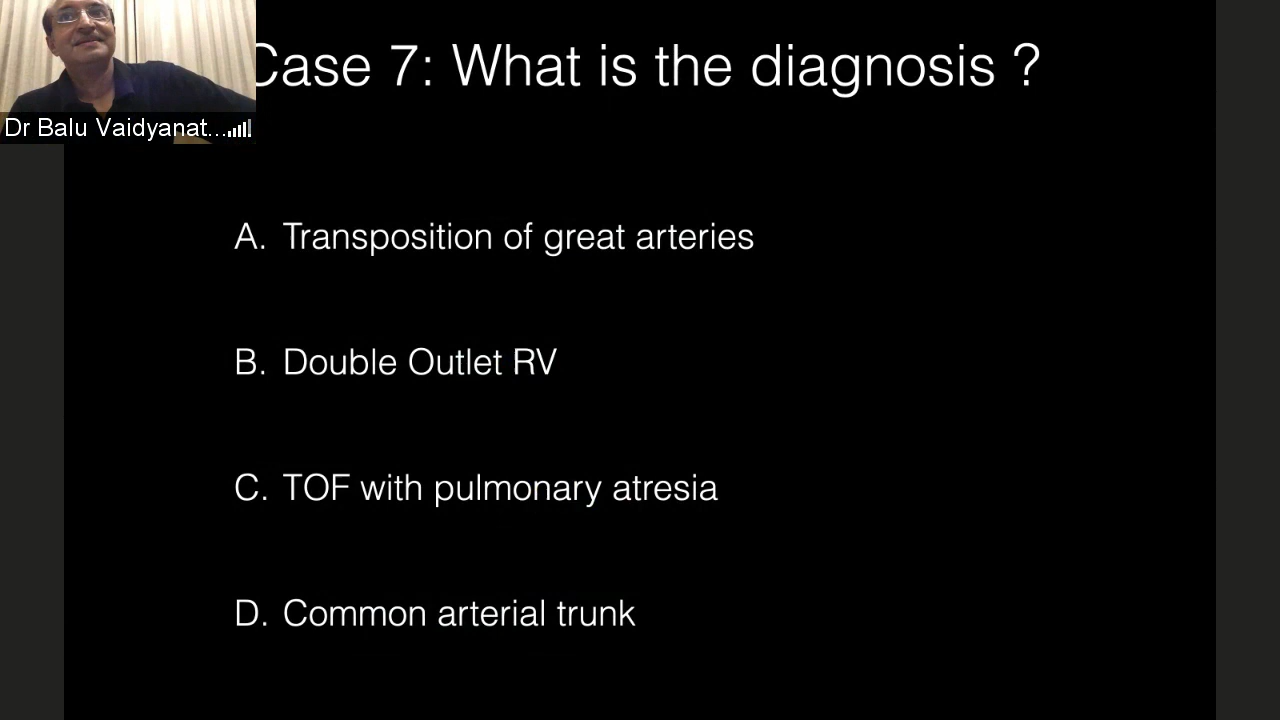 Case 7: What is the diagnosis ?
Dr Balu Vaidyanat...
A. Transposition of great arteries
B. Double Outlet RV
C. TOF with pulmonary atresia
D. Common arterial trunk